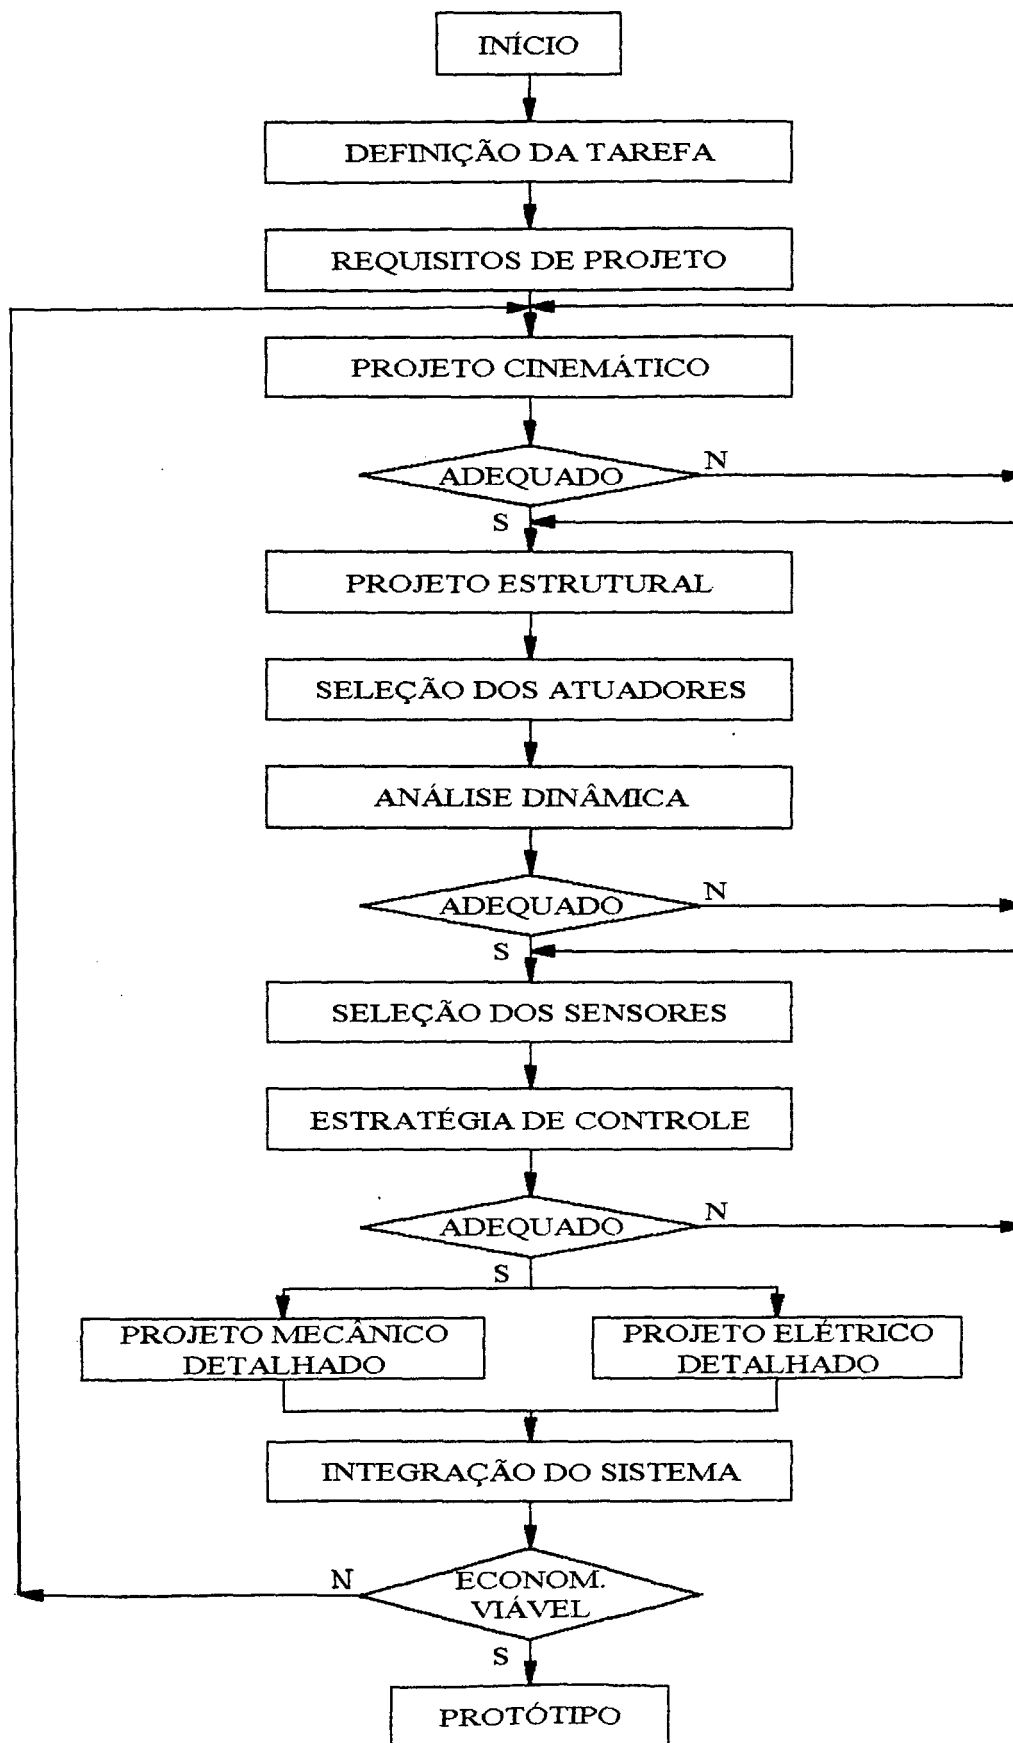 INÍCIO
DEFINIÇÃO DA TAREFA
REQUISITOS DE PROJETO
PROJETO CINEMÁTICO
ADEQUADO
N
S
PROJETO ESTRUTURAL
SELEÇÃO DOS ATUADORES
ANÁLISE DINÂMICA
ADEQUADO
N
S
SELEÇÃO DOS SENSORES
ESTRATÉGIA DE CONTROLE
ADEQUADO
N
S
PROJETO MECÂNICO
DETALHADO
PROJETO ELÉTRICO
DETALHADO
INTEGRAÇÃO DO SISTEMA
N
ECONOM.
VIÁVEL
S
PROTÓTIPO